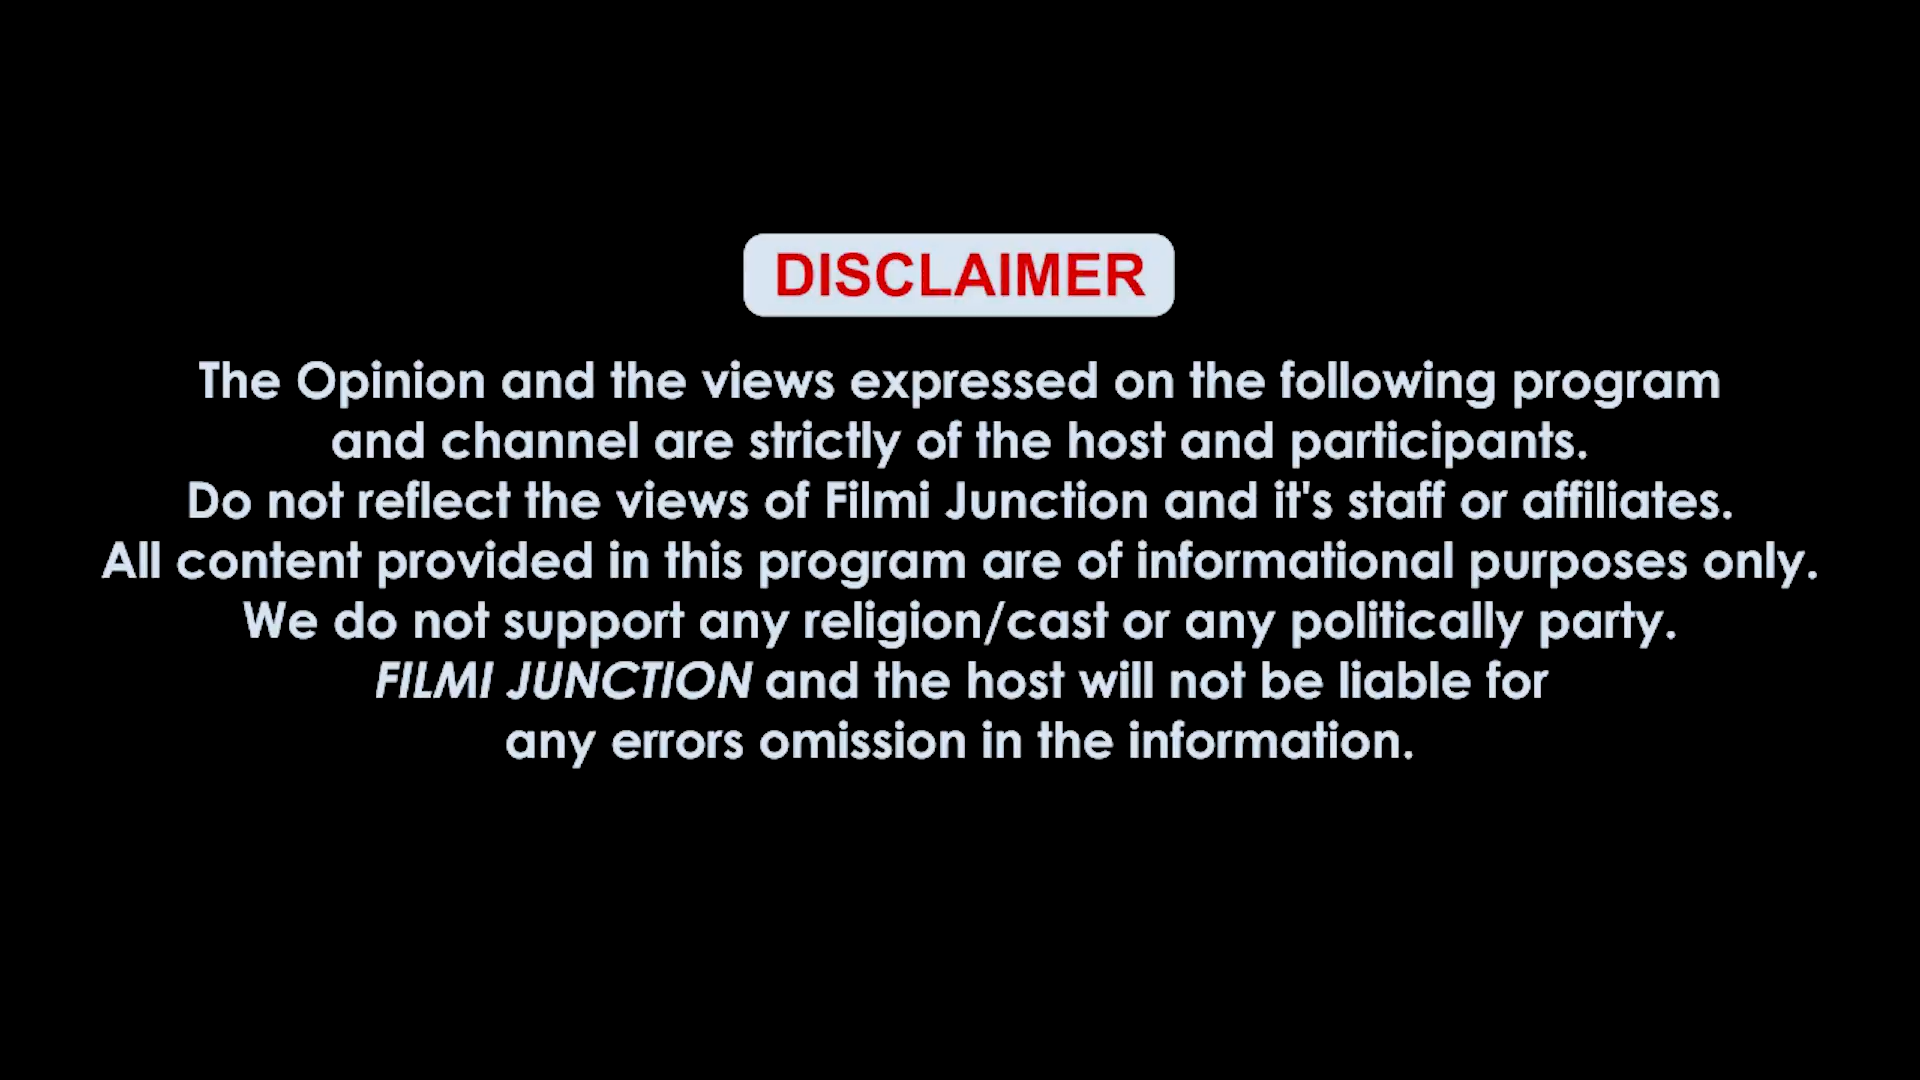 DISCLAIMER
The Opinion and the views expressed on the following program
and channel are strictly of the host and participants.
Do not reflect the views of Filmi Junction and it's staff or affiliates.
All content provided in this program are of informational purposes only.
We do not support any religion/cast or any politically party.
FILMI JUNCTION and the host will not be liable for
any errors omission in the information.